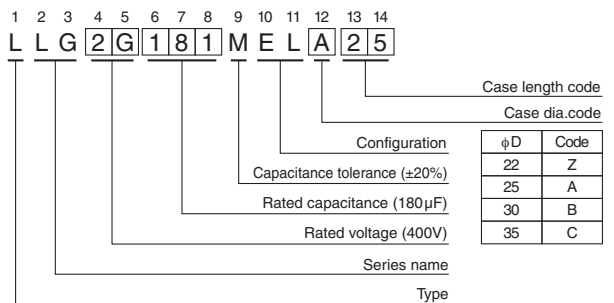 1 2 3 4 5 6 7 8 9 10 11 12 13 14
L L G 2 G 1 8 1 M E L A 2 5
Case length code
Case dia.code
Configuration
Capacitance tolerance (±20%)
Rated capacitance (180µF)
Rated voltage (400V)
Series name
Type
φD Code
22 Z
25 A
30 B
35 C